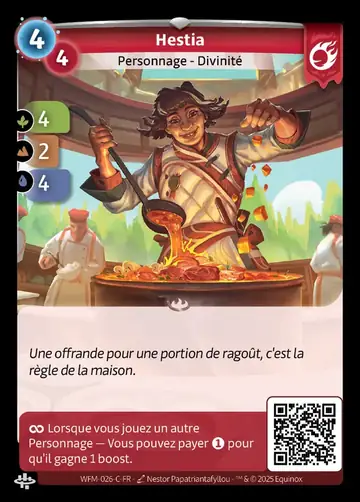 4
4
Hestia
Personnage - Divinité
4
2
4
Une offrande pour une portion de ragoût, c'est la
règle de la maison.
∞ Lorsque vous jouez un autre
Personnage — Vous pouvez payer 1 pour
qu'il gagne 1 boost.
WFM-026-C-FR - Nestor Papatriantafyllou - ™ & © 2025 Equinox